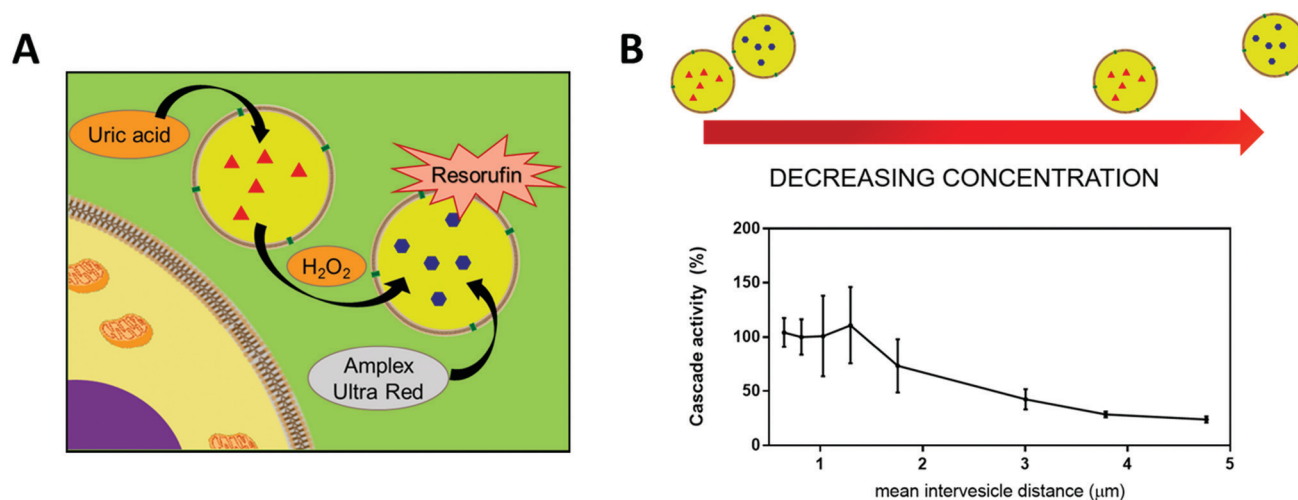 A
Uric acid
Resorufin
H₂O₂
Amplex
Ultra Red
B
DECREASING CONCENTRATION
200
150
100
50
0
Cascade activity (%)
1
2
3
4
5
mean intervesicle distance (μm)